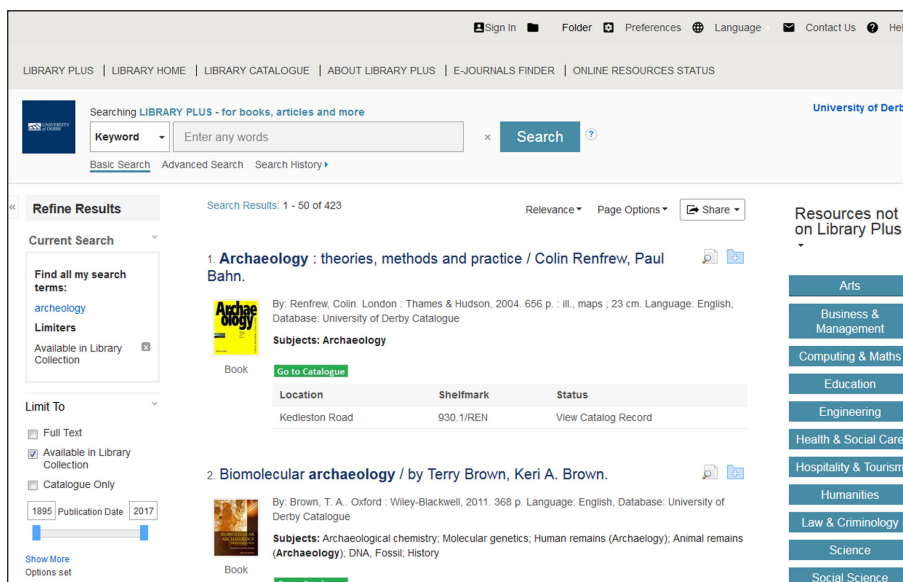 Sign In Folder Preferences Language Contact Us Hel
LIBRARY PLUS | LIBRARY HOME | LIBRARY CATALOGUE | ABOUT LIBRARY PLUS | E-JOURNALS FINDER | ONLINE RESOURCES STATUS
UNIVERSITY
of DERBY
Searching LIBRARY PLUS - for books, articles and more
University of Derb
Keyword
Enter any words
×
Search
?
Basic Search Advanced Search Search History
«
Refine Results
Current Search
Find all my search
terms:
archeology
Limiters
Available in Library
Collection
x
Limit To
Full Text
Available in Library
Collection
Catalogue Only
1895 Publication Date 2017
Show More
Options set
Search Results: 1 - 50 of 423
Relevance Page Options Share
1. Archaeology : theories, methods and practice / Colin Renfrew, Paul
Bahn.
Archae
ology
Book
By: Renfrew, Colin. London : Thames & Hudson, 2004. 656 p. : ill., maps ; 23 cm. Language: English,
Database: University of Derby Catalogue
Subjects: Archaeology
Go to Catalogue
Location Shelfmark Status
Kedleston Road 930.1/REN View Catalog Record
2. Biomolecular archaeology / by Terry Brown, Keri A. Brown.
BIOMOLECULAR
ARCHAEOLOGY
Book
By: Brown, T. A.. Oxford : Wiley-Blackwell, 2011. 368 p. Language: English, Database: University of
Derby Catalogue
Subjects: Archaeological chemistry; Molecular genetics; Human remains (Archaelogy); Animal remains
(Archaeology); DNA, Fossil; History
Resources not
on Library Plus
Arts
Business &
Management
Computing & Maths
Education
Engineering
Health & Social Care
Hospitality & Tourism
Humanities
Law & Criminology
Science
Social Science